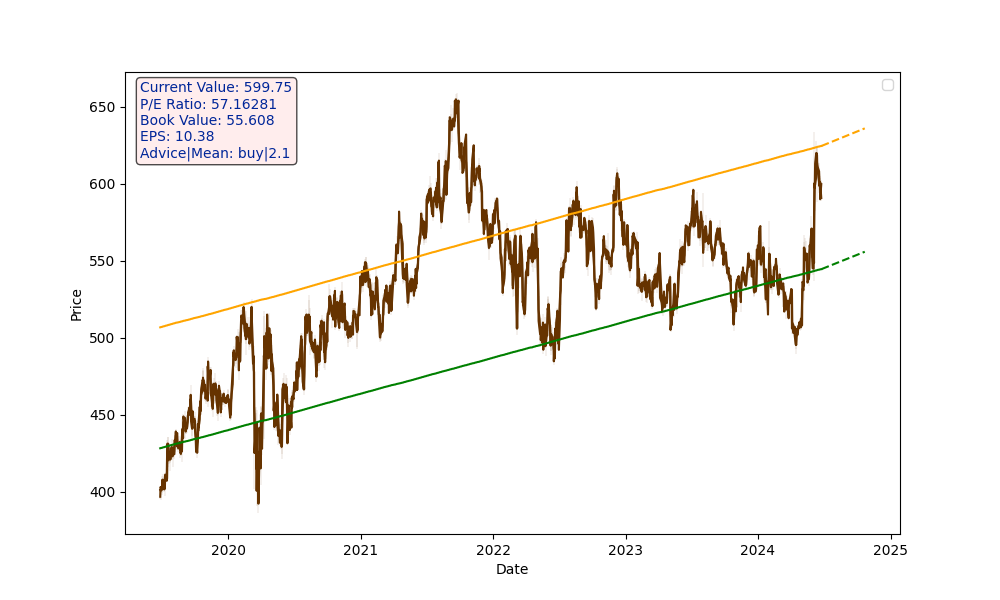 Current Value: 599.75
P/E Ratio: 57.16281
Book Value: 55.608
EPS: 10.38
Advice|Mean: buy|2.1
Price
650
600
550
500
450
400
2020 2021 2022 2023 2024 2025
Date